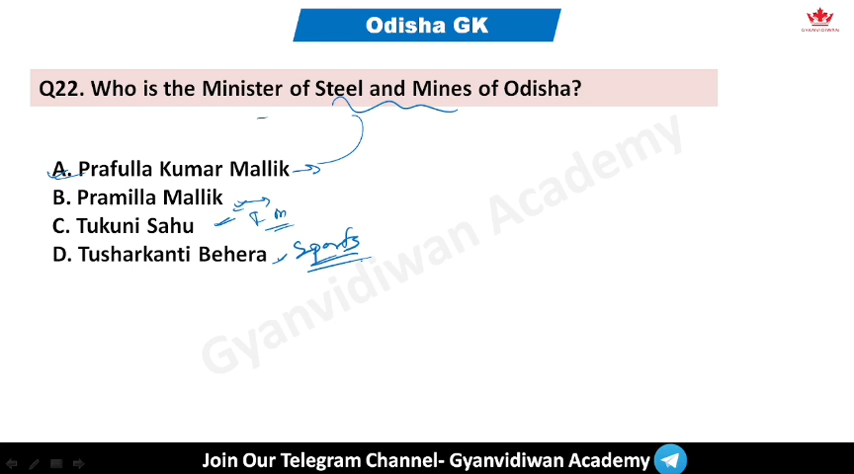 Odisha GK
GYANVIDIWAN
Q22. Who is the Minister of Steel and Mines of Odisha?
A. Prafulla Kumar Mallik
B. Pramilla Mallik
C. Tukuni Sahu
D. Tusharkanti Behera
Sports
Gyanvidiwan Academy
Join Our Telegram Channel- Gyanvidiwan Academy